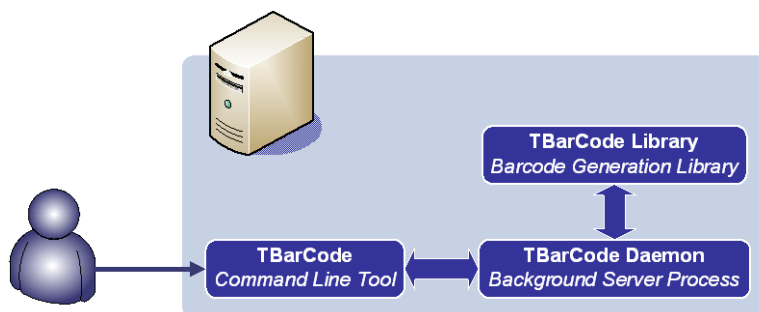 TBarCode Library
Barcode Generation Library
TBarCode
Command Line Tool
TBarCode Daemon
Background Server Process